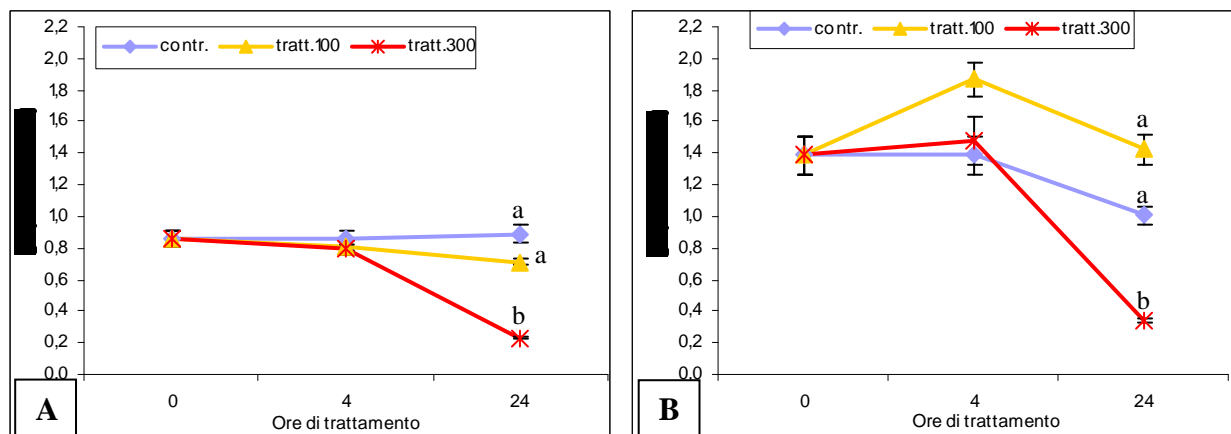 2,2
2,0
1,8
1,6
1,4
1,2
1,0
0,8
0,6
0,4
0,2
0,0
contr. tratt.100 tratt.300
a
a
b
0 4 24
Ore di trattamento
A
2,2
2,0
1,8
1,6
1,4
1,2
1,0
0,8
0,6
0,4
0,2
0,0
contr. tratt.100 tratt.300
a
a
b
0 4 24
Ore di trattamento
B